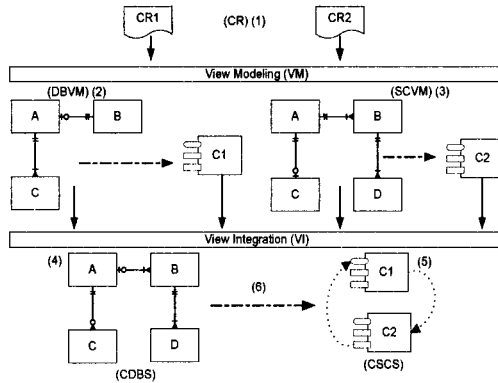 CR1
(CR) (1)
CR2
View Modeling (VM)
(DBVM) (2)
(SCVM) (3)
A
B
C1
C
A
B
C2
C
D
View Integration (VI)
(4)
A
B
(6)
C1
(5)
C
D
C2
(CDBS)
(CSCS)